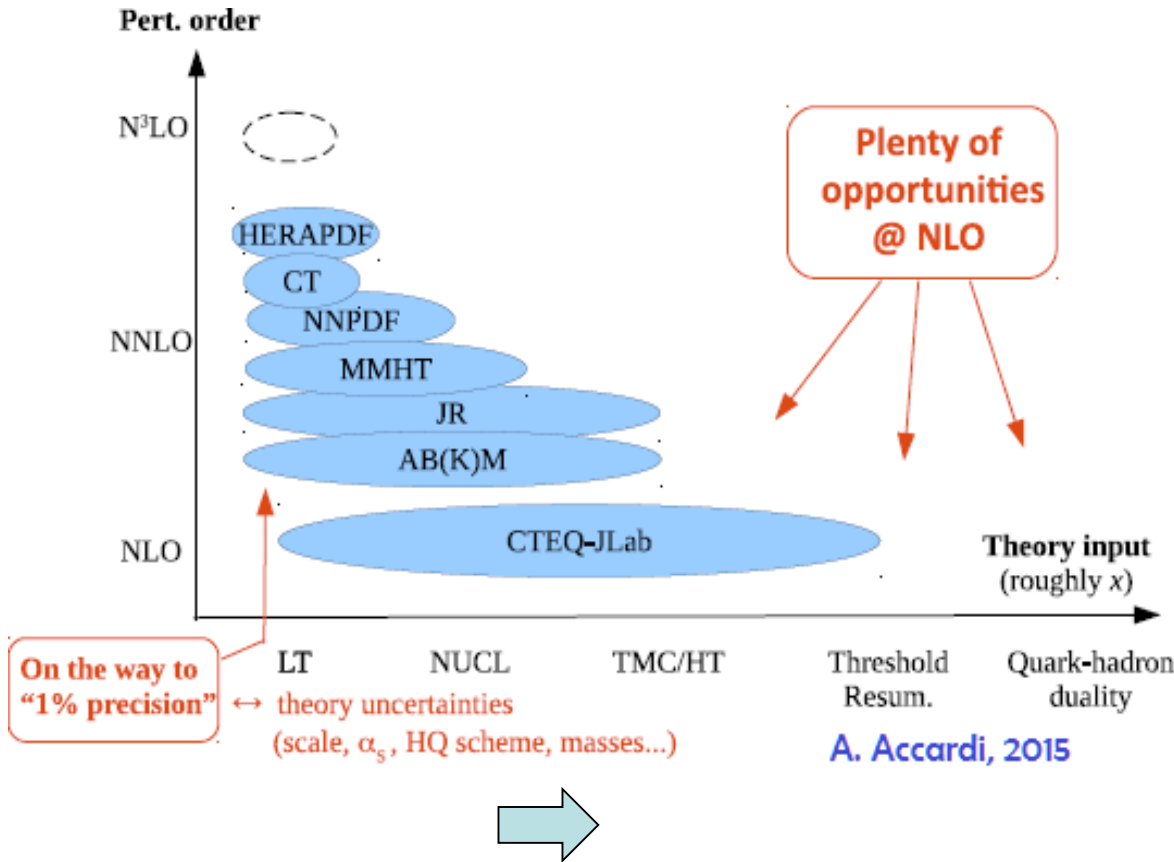 Pert. order
N³LO
Plenty of
opportunities
@ NLO
HERAPDF
CT
NNPDF
NNLO
MMHT
JR
AB(K)M
NLO
CTEQ-JLab
Theory input
(roughly x)
On the way to
“1% precision”
LT
NUCL
TMC/HT
Threshold
Resum.
Quark-hadron
duality
↔ theory uncertainties
(scale, αs, HQ scheme, masses...)
A. Accardi, 2015